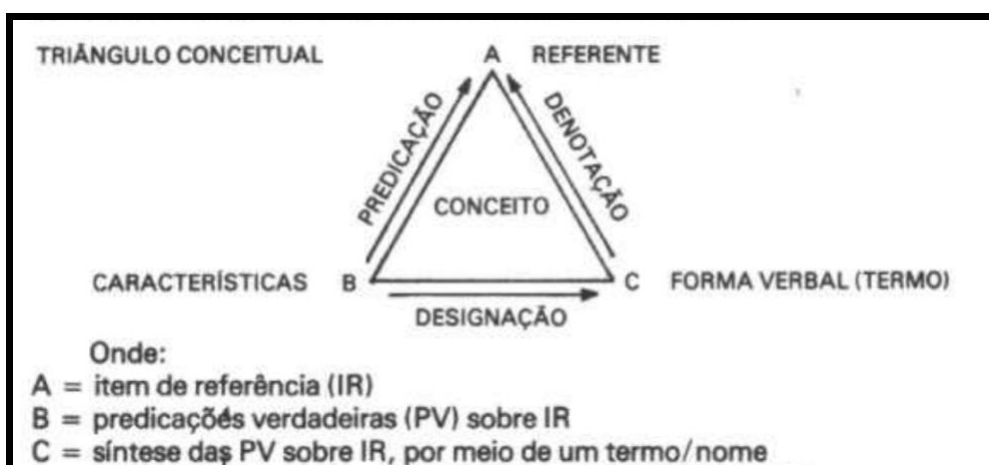 TRIÂNGULO CONCEITUAL A REFERENTE
PREDICAÇÃO
DENOTAÇÃO
CONCEITO
CARACTERÍSTICAS B C FORMA VERBAL (TERMO)
DESIGNAÇÃO
Onde:
A = item de referência (IR)
B = predicações verdadeiras (PV) sobre IR
C = síntese das PV sobre IR, por meio de um termo/nome